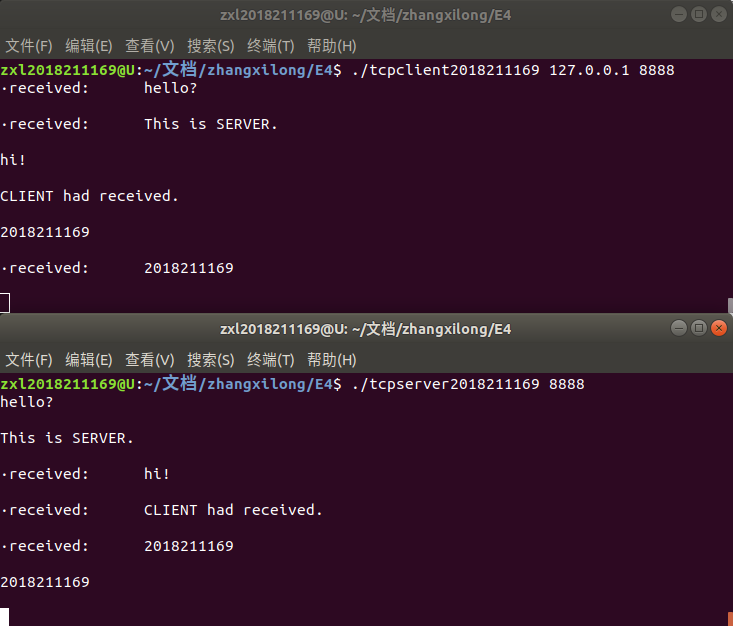 zxl2018211169@U: ~/文档/zhangxilong/E4
文件(F) 编辑(E) 查看(V) 搜索(S) 终端(T) 帮助(H)
zxl2018211169@U:~/文档/zhangxilong/E4$ ./tcpclient2018211169 127.0.0.1 8888
·received: hello?
·received: This is SERVER.
hi!
CLIENT had received.
2018211169
·received: 2018211169
zxl2018211169@U: ~/文档/zhangxilong/E4
文件(F) 编辑(E) 查看(V) 搜索(S) 终端(T) 帮助(H)
zxl2018211169@U:~/文档/zhangxilong/E4$ ./tcpserver2018211169 8888
hello?
This is SERVER.
·received: hi!
·received: CLIENT had received.
·received: 2018211169
2018211169